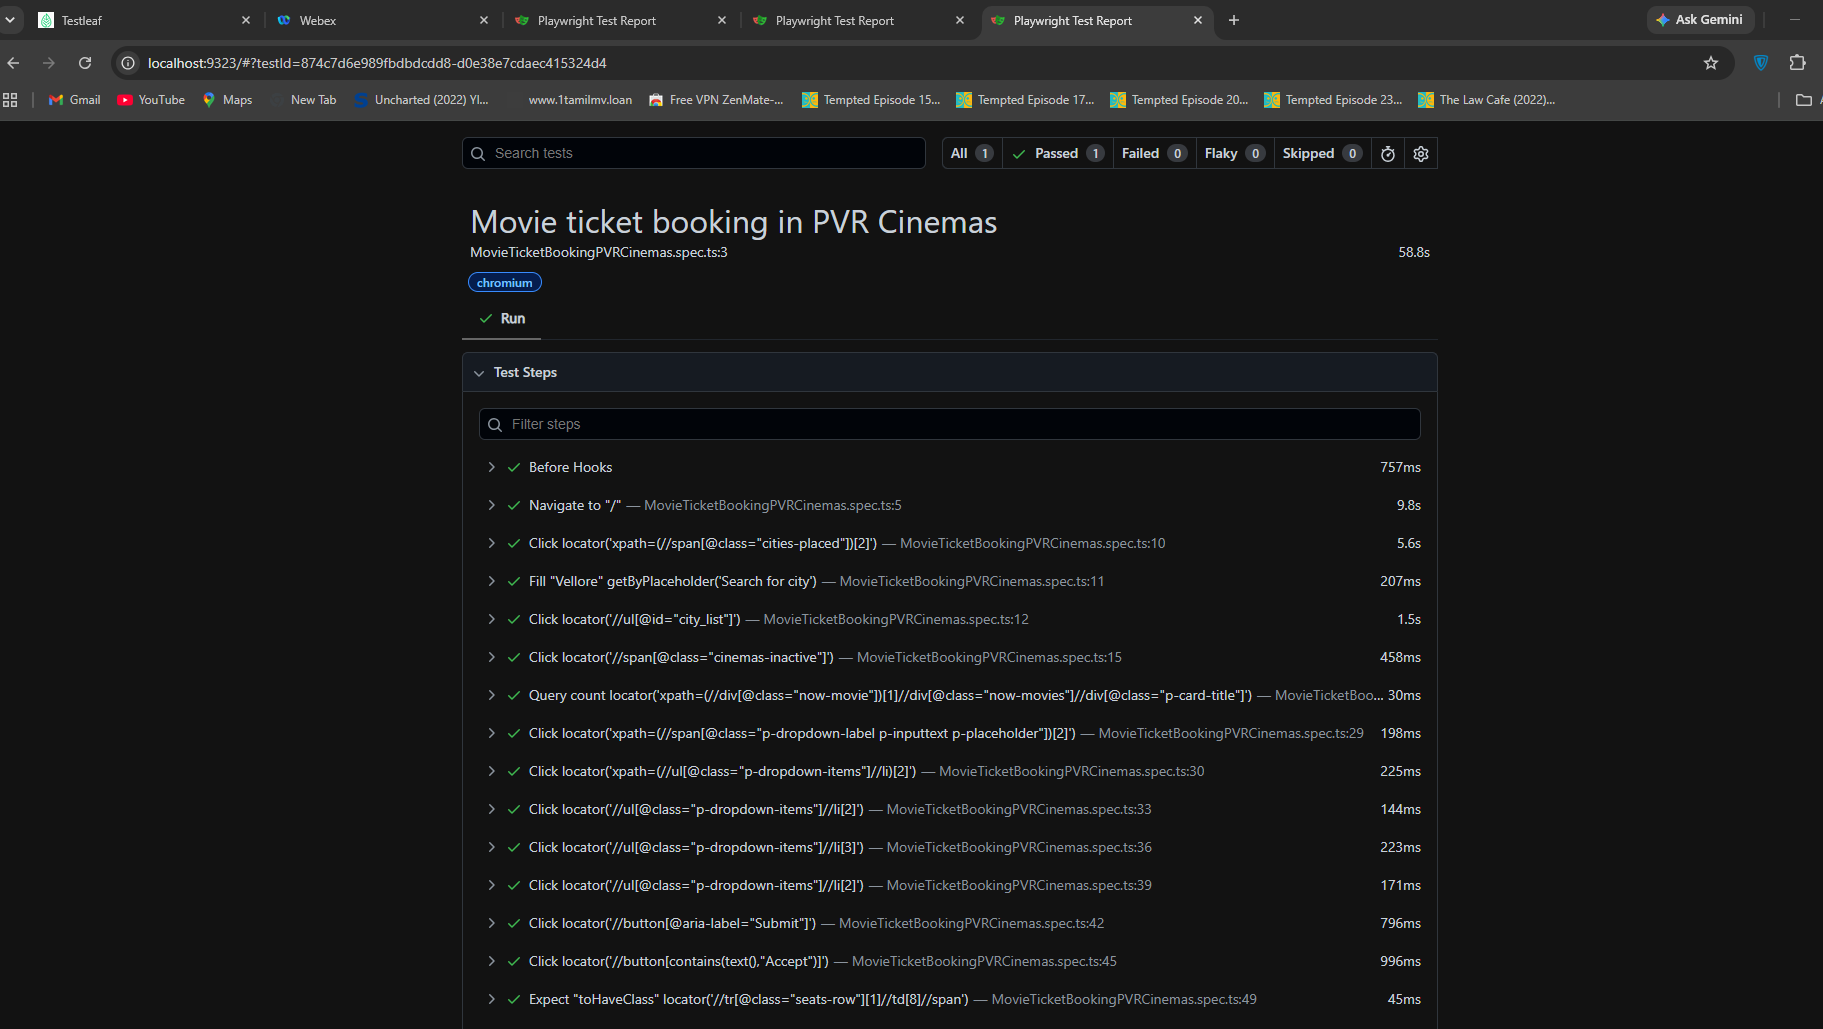 Testleaf
Webex
Playwright Test Report
Playwright Test Report
Playwright Test Report
Ask Gemini
localhost:9323/#?testId=874c7d6e989fbdbdcdd8-d0e38e7cdaec415324d4
Gmail
YouTube
Maps
New Tab
Uncharted (2022) YI...
www.1tamilmv.loan
Free VPN ZenMate-...
Tempted Episode 15...
Tempted Episode 17...
Tempted Episode 20...
Tempted Episode 23...
The Law Cafe (2022)...
Search tests
All 1
Passed 1
Failed 0
Flaky 0
Skipped 0
Movie ticket booking in PVR Cinemas
MovieTicketBookingPVRCinemas.spec.ts:3 58.8s
chromium
Run
Test Steps
Filter steps
Before Hooks 757ms
Navigate to "/" — MovieTicketBookingPVRCinemas.spec.ts:5 9.8s
Click locator('xpath=(//span[@class="cities-placed"])[2]') — MovieTicketBookingPVRCinemas.spec.ts:10 5.6s
Fill "Vellore" getByPlaceholder('Search for city') — MovieTicketBookingPVRCinemas.spec.ts:11 207ms
Click locator('//ul[@id="city_list"]') — MovieTicketBookingPVRCinemas.spec.ts:12 1.5s
Click locator('//span[@class="cinemas-inactive"]') — MovieTicketBookingPVRCinemas.spec.ts:15 458ms
Query count locator('xpath=(//div[@class="now-movie"])[1]//div[@class="now-movies"]//div[@class="p-card-title"]') — MovieTicketBoo... 30ms
Click locator('xpath=(//span[@class="p-dropdown-label p-inputtext p-placeholder"])[2]') — MovieTicketBookingPVRCinemas.spec.ts:29 198ms
Click locator('xpath=(//ul[@class="p-dropdown-items"]//li)[2]') — MovieTicketBookingPVRCinemas.spec.ts:30 225ms
Click locator('//ul[@class="p-dropdown-items"]//li[2]') — MovieTicketBookingPVRCinemas.spec.ts:33 144ms
Click locator('//ul[@class="p-dropdown-items"]//li[3]') — MovieTicketBookingPVRCinemas.spec.ts:36 223ms
Click locator('//ul[@class="p-dropdown-items"]//li[2]') — MovieTicketBookingPVRCinemas.spec.ts:39 171ms
Click locator('//button[@aria-label="Submit"]') — MovieTicketBookingPVRCinemas.spec.ts:42 796ms
Click locator('//button[contains(text(),"Accept")]') — MovieTicketBookingPVRCinemas.spec.ts:45 996ms
Expect "toHaveClass" locator('//tr[@class="seats-row"][1]//td[8]//span') — MovieTicketBookingPVRCinemas.spec.ts:49 45ms